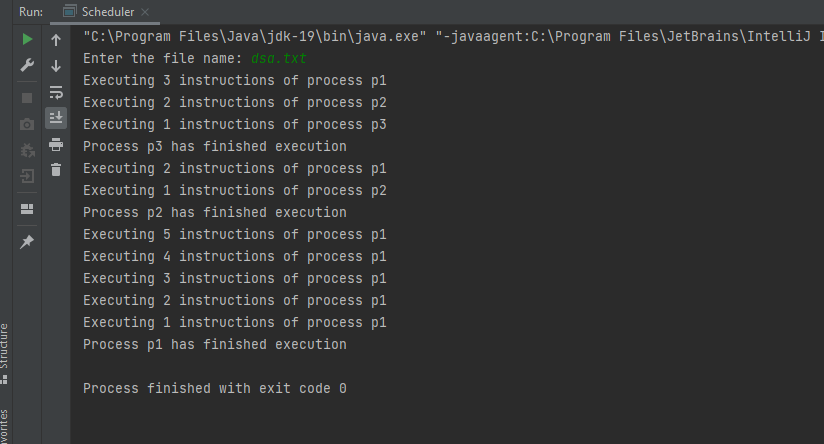 Run:
Scheduler
"C:\Program Files\Java\jdk-19\bin\java.exe" "-javaagent:C:\Program Files\JetBrains\IntelliJ I
Enter the file name: dsa.txt
Executing 3 instructions of process p1
Executing 2 instructions of process p2
Executing 1 instructions of process p3
Process p3 has finished execution
Executing 2 instructions of process p1
Executing 1 instructions of process p2
Process p2 has finished execution
Executing 5 instructions of process p1
Executing 4 instructions of process p1
Executing 3 instructions of process p1
Executing 2 instructions of process p1
Executing 1 instructions of process p1
Process p1 has finished execution
Process finished with exit code 0
Structure